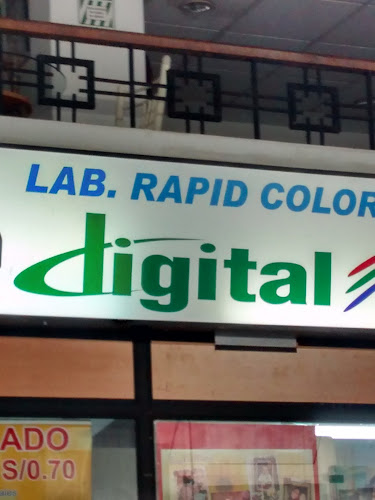 LAB. RAPID COLOR
digital
ADO
S/0.70